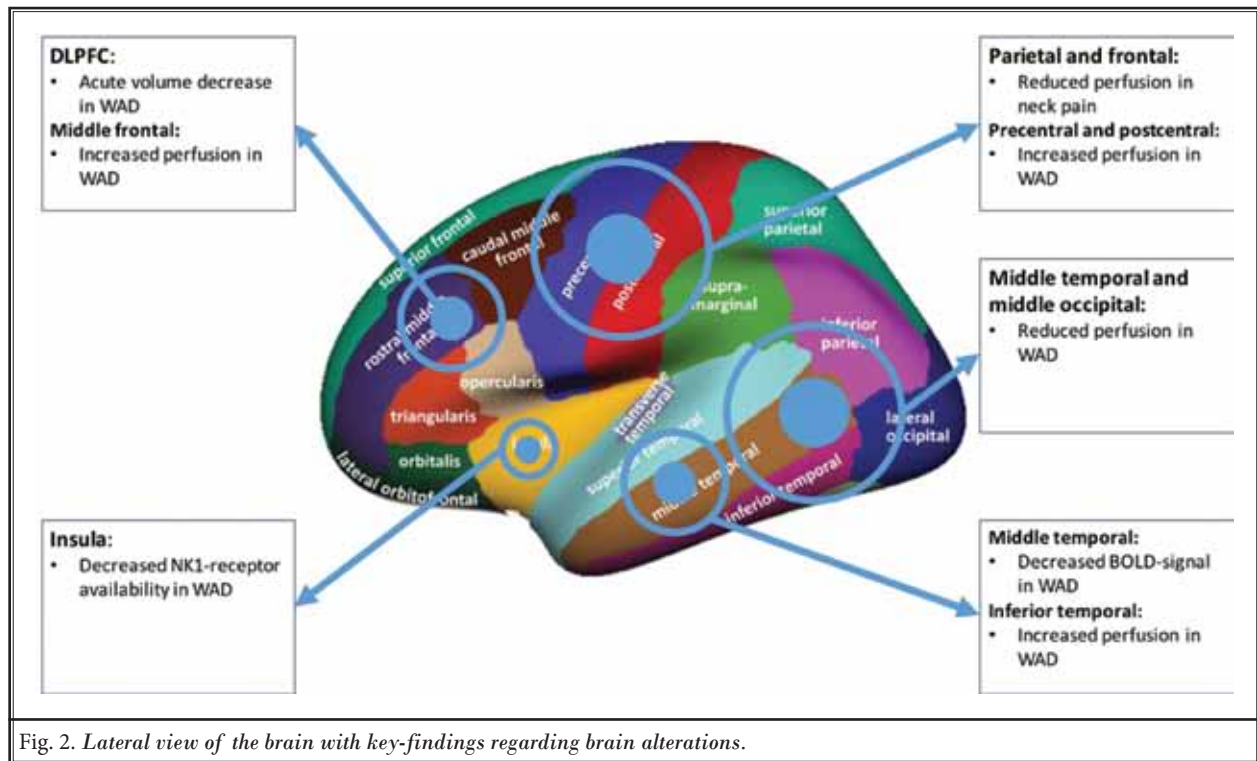 DLPFC:
• Acute volume decrease
in WAD
Middle frontal:
• Increased perfusion in
WAD
Parietal and frontal:
• Reduced perfusion in
neck pain
Precentral and postcentral:
• Increased perfusion in
WAD
Middle temporal and
middle occipital:
• Reduced perfusion in
WAD
Insula:
• Decreased NK1-receptor
availability in WAD
Middle temporal:
• Decreased BOLD-signal
in WAD
Inferior temporal:
• Increased perfusion in
WAD
superior frontal
caudal middle
frontal
superior
parietal
supra-
marginal
inferior
parietal
rostral
opercularis
triangularis
orbitalis
lateral orbitofrontal
transverse
temporal
superior temporal
temporal
inferior temporal
lateral
occipital
Fig. 2. Lateral view of the brain with key-findings regarding brain alterations.